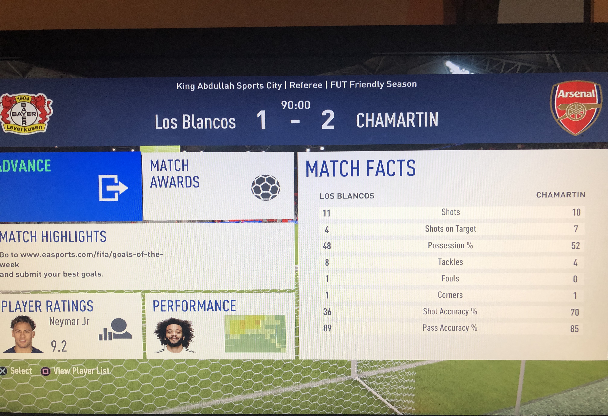 King Abdullah Sports City | Referee | FUT Friendly Season
1904
BAYER
Leverkusen
90:00
Los Blancos 1 - 2 CHAMARTIN
Arsenal
ADVANCE
MATCH
AWARDS
MATCH HIGHLIGHTS
Go to www.easports.com/fifa/goals-of-the-
week
and submit your best goals.
PLAYER RATINGS
Neymar Jr
9.2
PERFORMANCE
Select
View Player List
MATCH FACTS
LOS BLANCOS CHAMARTIN
11 Shots 10
4 Shots on Target 7
48 Possession % 52
8 Tackles 4
1 Fouls 0
1 Corners 1
36 Shot Accuracy % 70
89 Pass Accuracy % 85